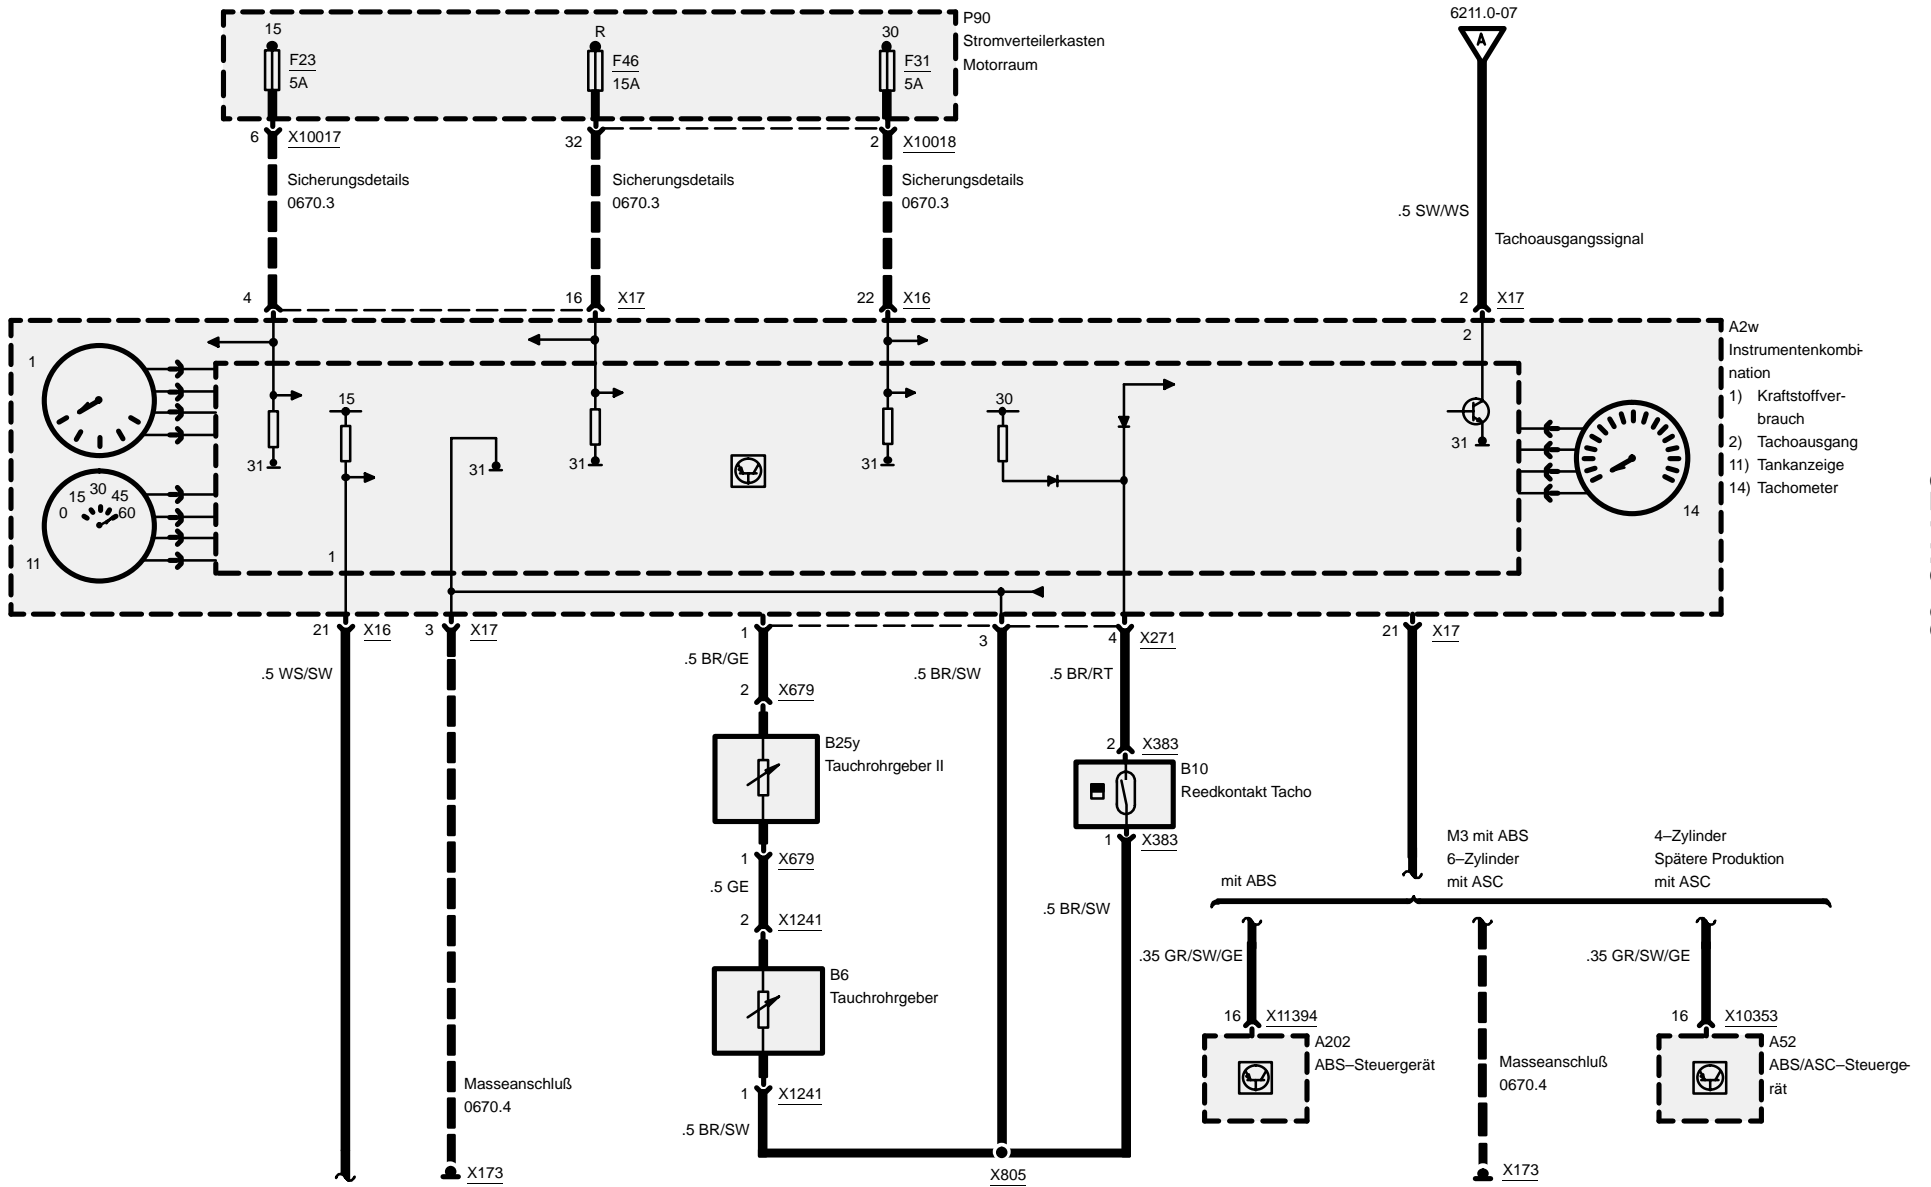 6211.0-07
A
P90
Stromverteilerkasten
Motorraum
15
F23
5A
R
F46
15A
30
F31
5A
6
X10017
32
2
X10018
Sicherungsdetails
0670.3
Sicherungsdetails
0670.3
Sicherungsdetails
0670.3
.5 SW/WS
Tachoausgangssignal
4
16
X17
22
X16
2
X17
2
A2w
Instrumentenkombi-
nation
1) Kraftstoffver-
brauch
2) Tachoausgang
11) Tankanzeige
14) Tachometer
1
15
30
31
31
31
31
31
0
15
30
45
60
11
1
14
21
X16
3
X17
1
3
4
X271
21
X17
.5 WS/SW
.5 BR/GE
.5 BR/SW
.5 BR/RT
2
X679
B25y
Tauchrohrgeber II
1
X679
.5 GE
2
X1241
B6
Tauchrohrgeber
1
X1241
.5 BR/SW
2
X383
B10
Reedkontakt Tacho
1
X383
.5 BR/SW
mit ABS
M3 mit ABS
6–Zylinder
mit ASC
4–Zylinder
Spätere Produktion
mit ASC
.35 GR/SW/GE
.35 GR/SW/GE
16
X11394
A202
ABS–Steuergerät
16
X10353
A52
ABS/ASC–Steuerge-
rät
Masseanschluß
0670.4
Masseanschluß
0670.4
X173
X805
X173